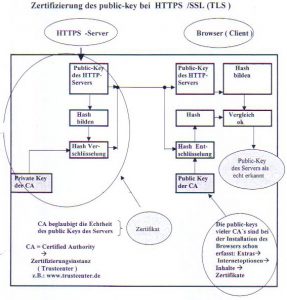 Zertifizierung des public-key bei HTTPS /SSL (TLS )
HTTPS -Server
Browser ( Client )
Public-Key
des HTTP-
Servers
Hash
bilden
Hash Ver-
schlüsselung
Private Key
der CA
Zertifikat
CA beglaubigt die Echtheit
des public Keys des Servers
CA = Certified Authority
→
Zertifizierungsinstanz
( Trustcenter )
z.B.: www.trustcenter.de
Public-Key
des HTTP-
Servers
Hash
bilden
Hash
Vergleich
ok
Hash Ent-
schlüsselung
Public Key
der CA
Public-Key
des Servers als
echt erkannt
Die public-keys
vieler CA´s sind bei
der Installation des
Browsers schon
erfasst: Extras→
Internetoptionen→
Inhalte →
Zertifikate